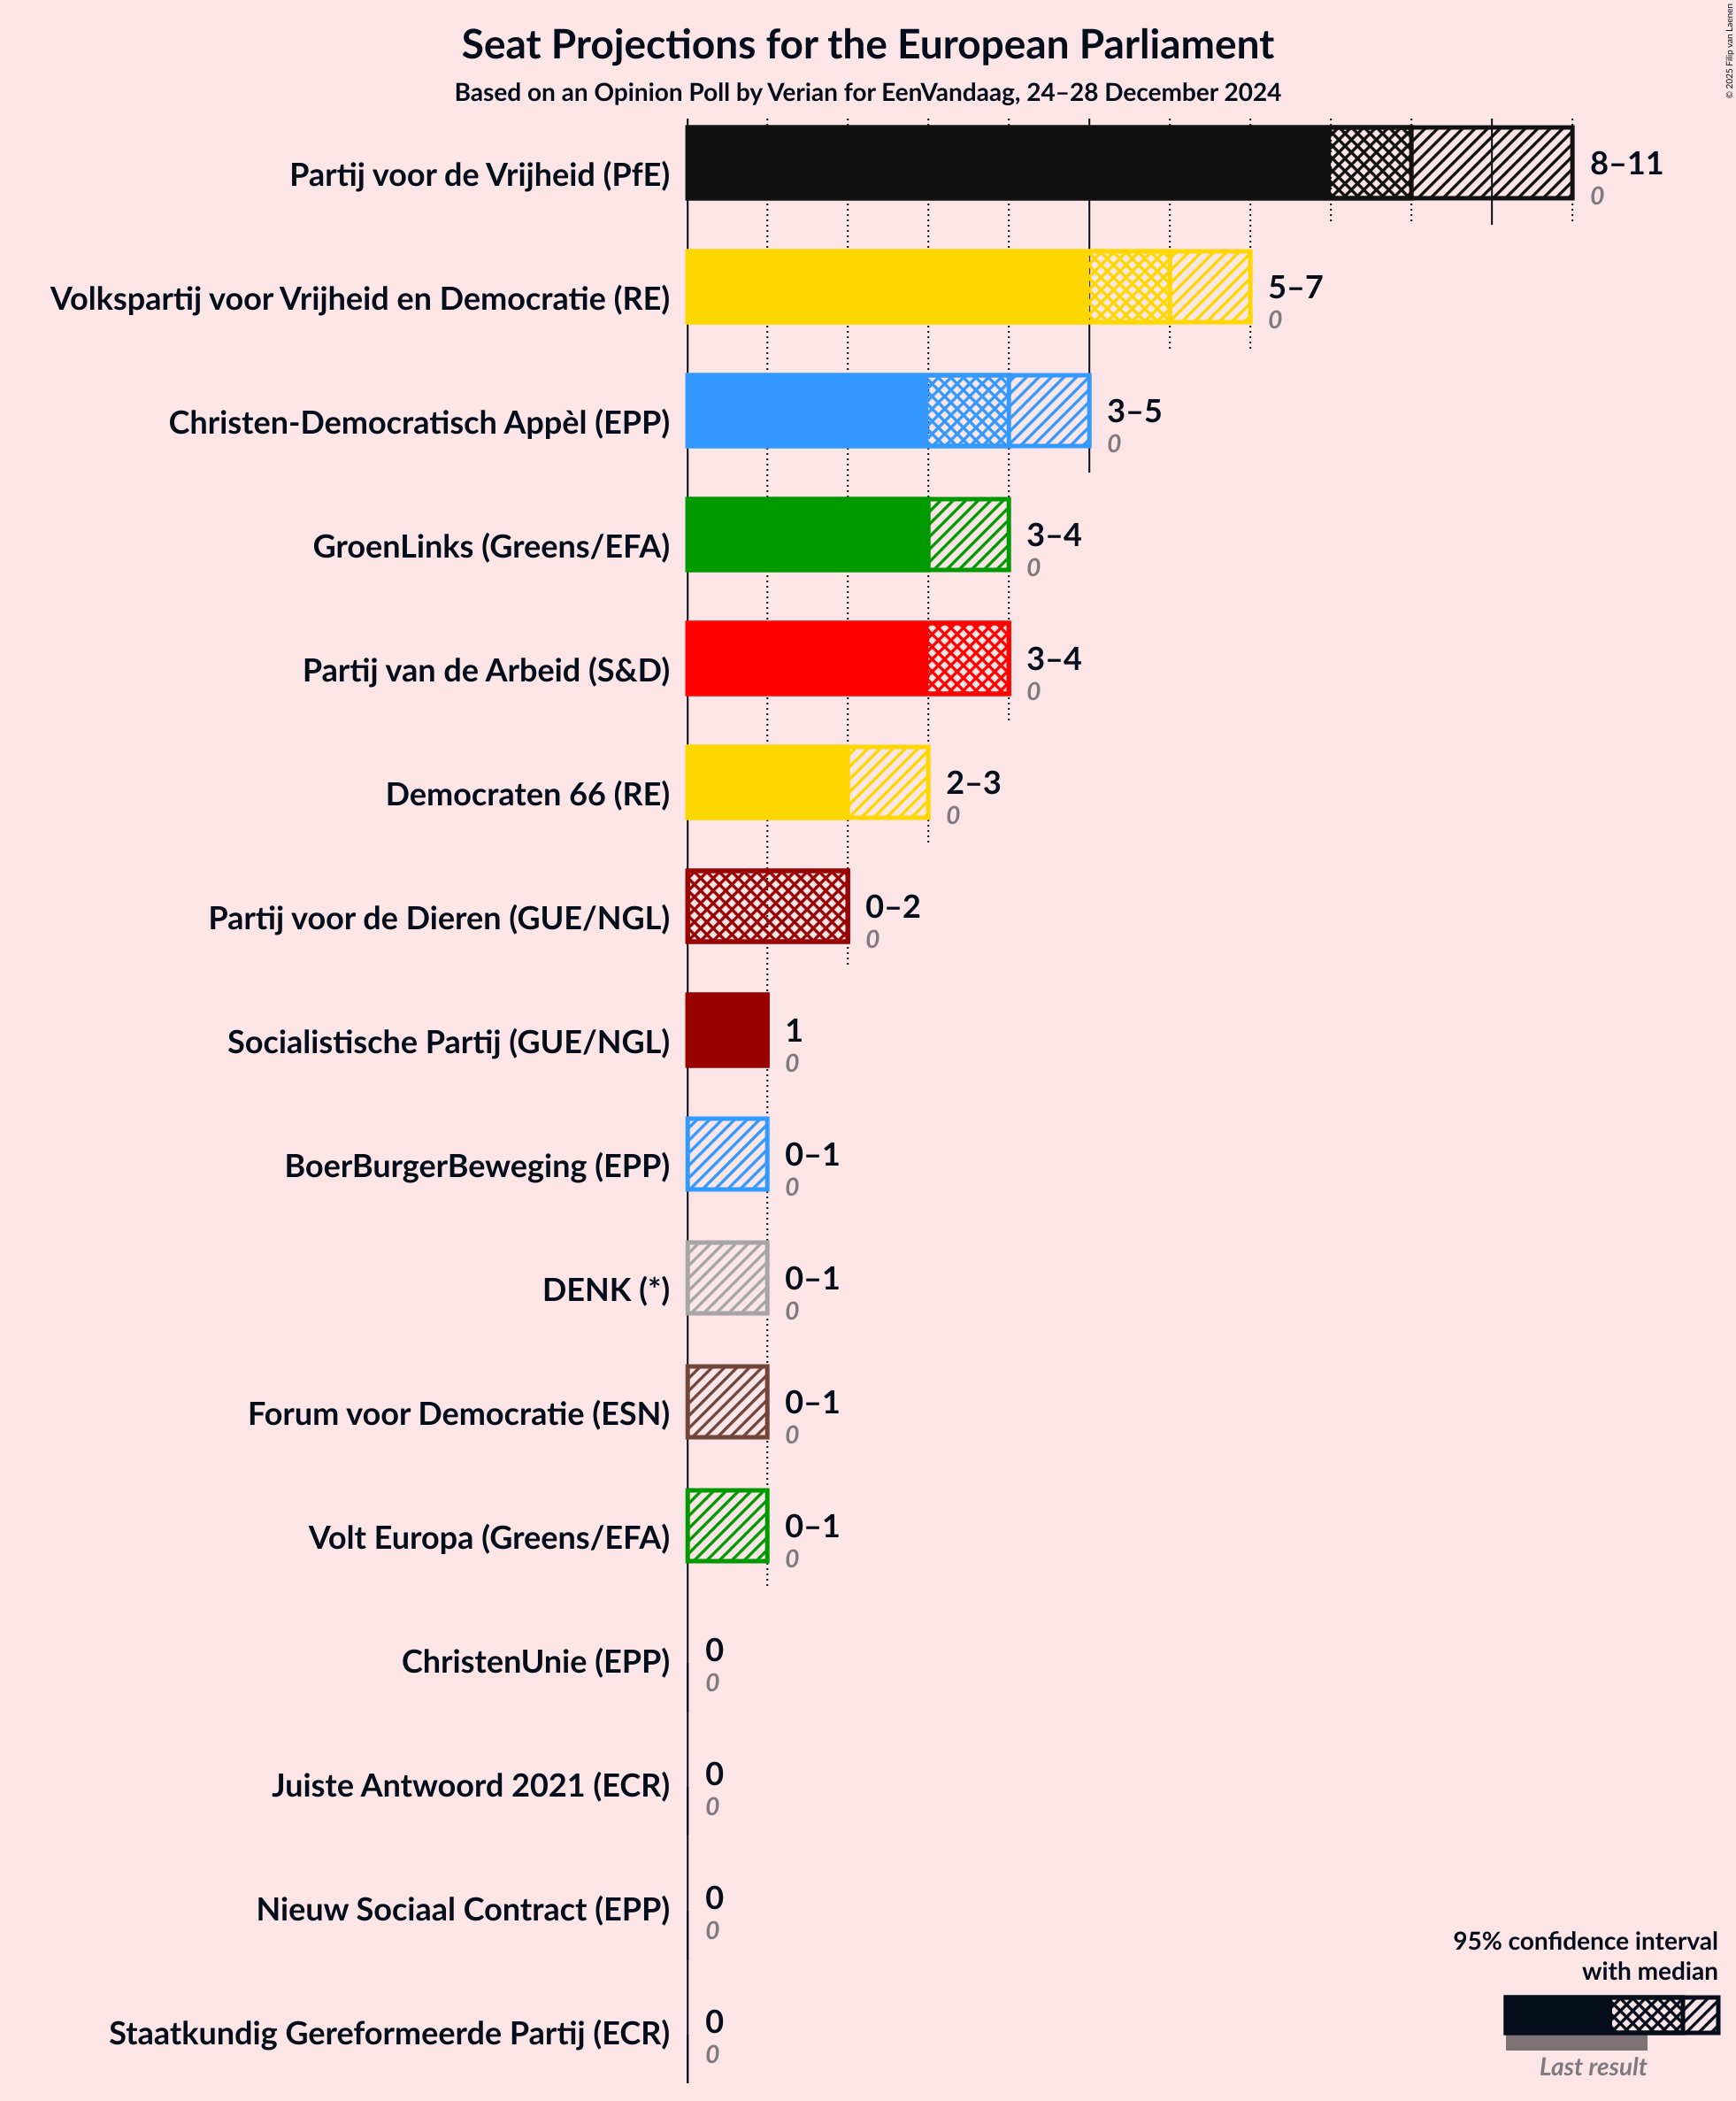 Seat Projections for the European Parliament
Based on an Opinion Poll by Verian for EenVandaag, 24–28 December 2024
© 2025 Filip van Laenen
Partij voor de Vrijheid (PfE)
8–11
0
Volkspartij voor Vrijheid en Democratie (RE)
5–7
0
Christen-Democratisch Appèl (EPP)
3–5
0
GroenLinks (Greens/EFA)
3–4
0
Partij van de Arbeid (S&D)
3–4
0
Democraten 66 (RE)
2–3
0
Partij voor de Dieren (GUE/NGL)
0–2
0
Socialistische Partij (GUE/NGL)
1
0
BoerBurgerBeweging (EPP)
0–1
0
DENK (*)
0–1
0
Forum voor Democratie (ESN)
0–1
0
Volt Europa (Greens/EFA)
0–1
0
ChristenUnie (EPP)
0
0
Juiste Antwoord 2021 (ECR)
0
0
Nieuw Sociaal Contract (EPP)
0
0
Staatkundig Gereformeerde Partij (ECR)
0
0
95% confidence interval
with median
Last result